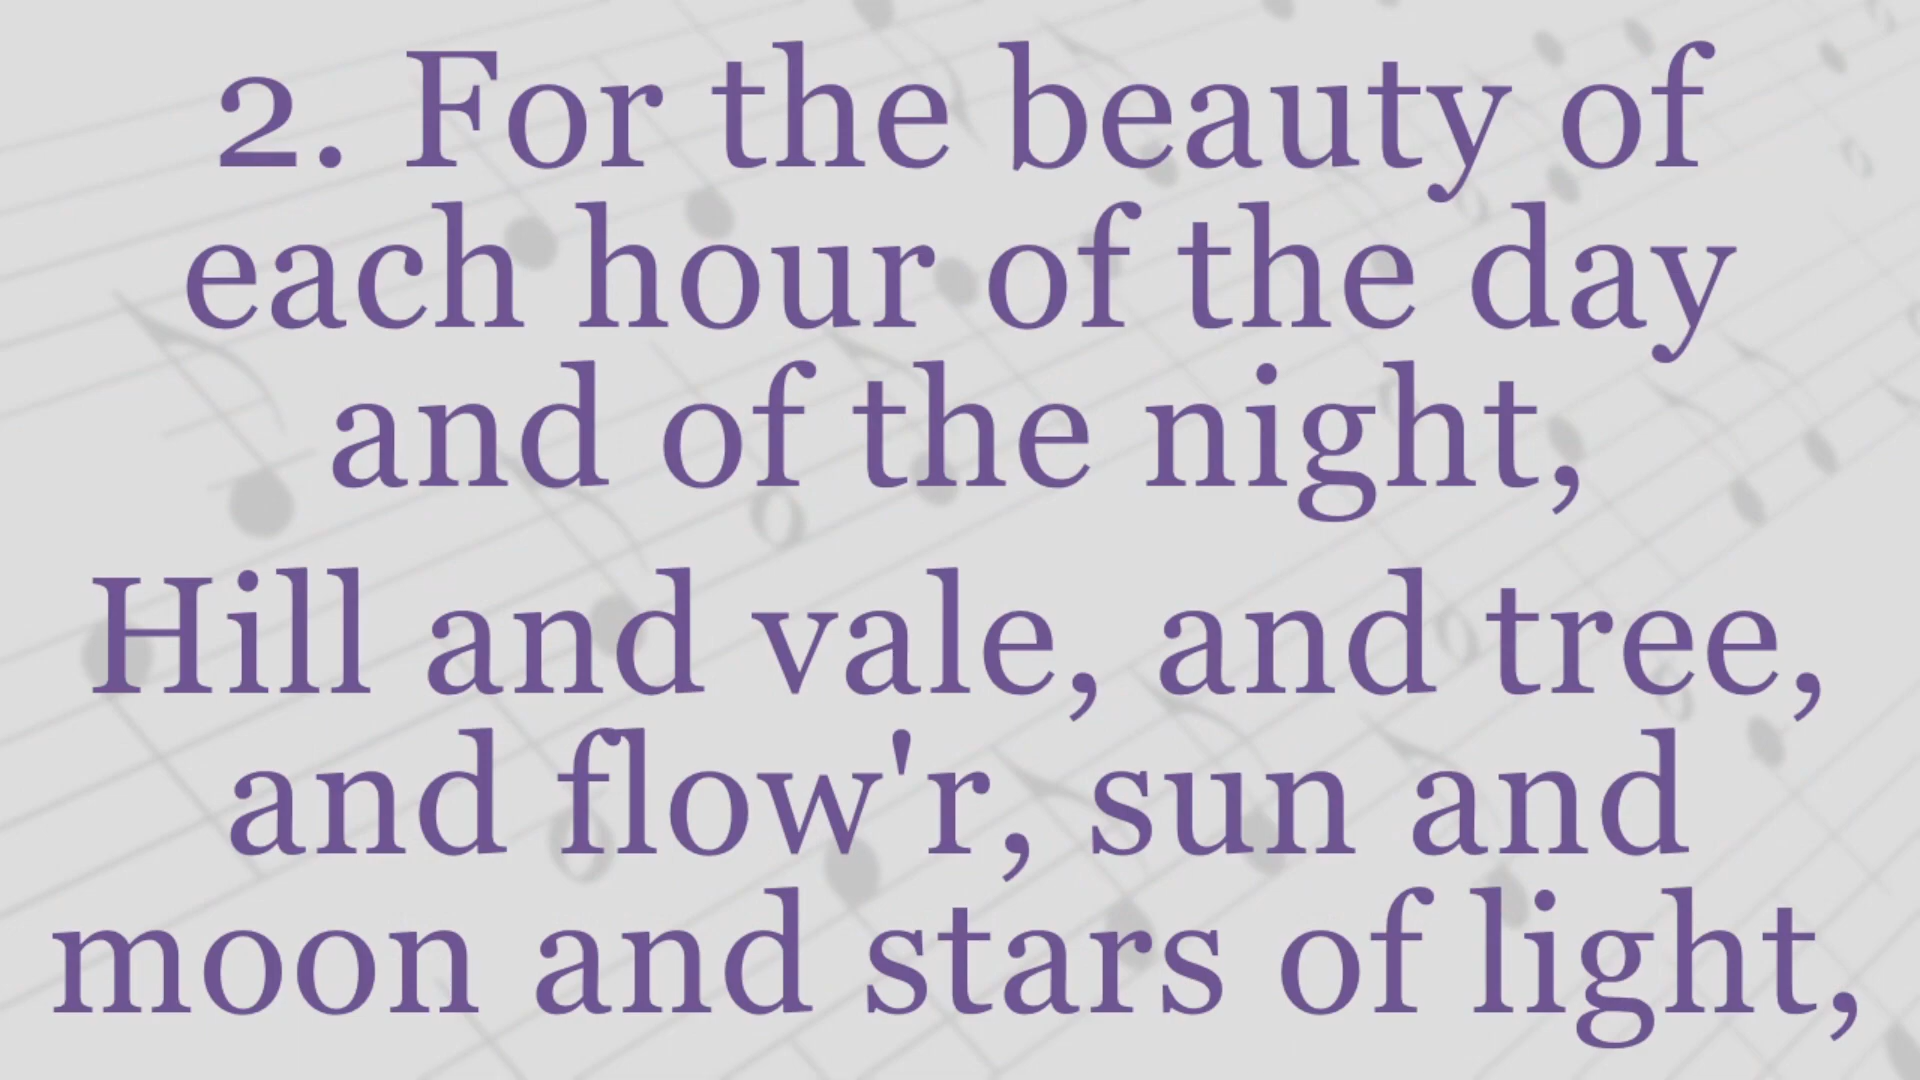 2. For the beauty of
each hour of the day
and of the night,
Hill and vale, and tree,
and flow'r, sun and
moon and stars of light,